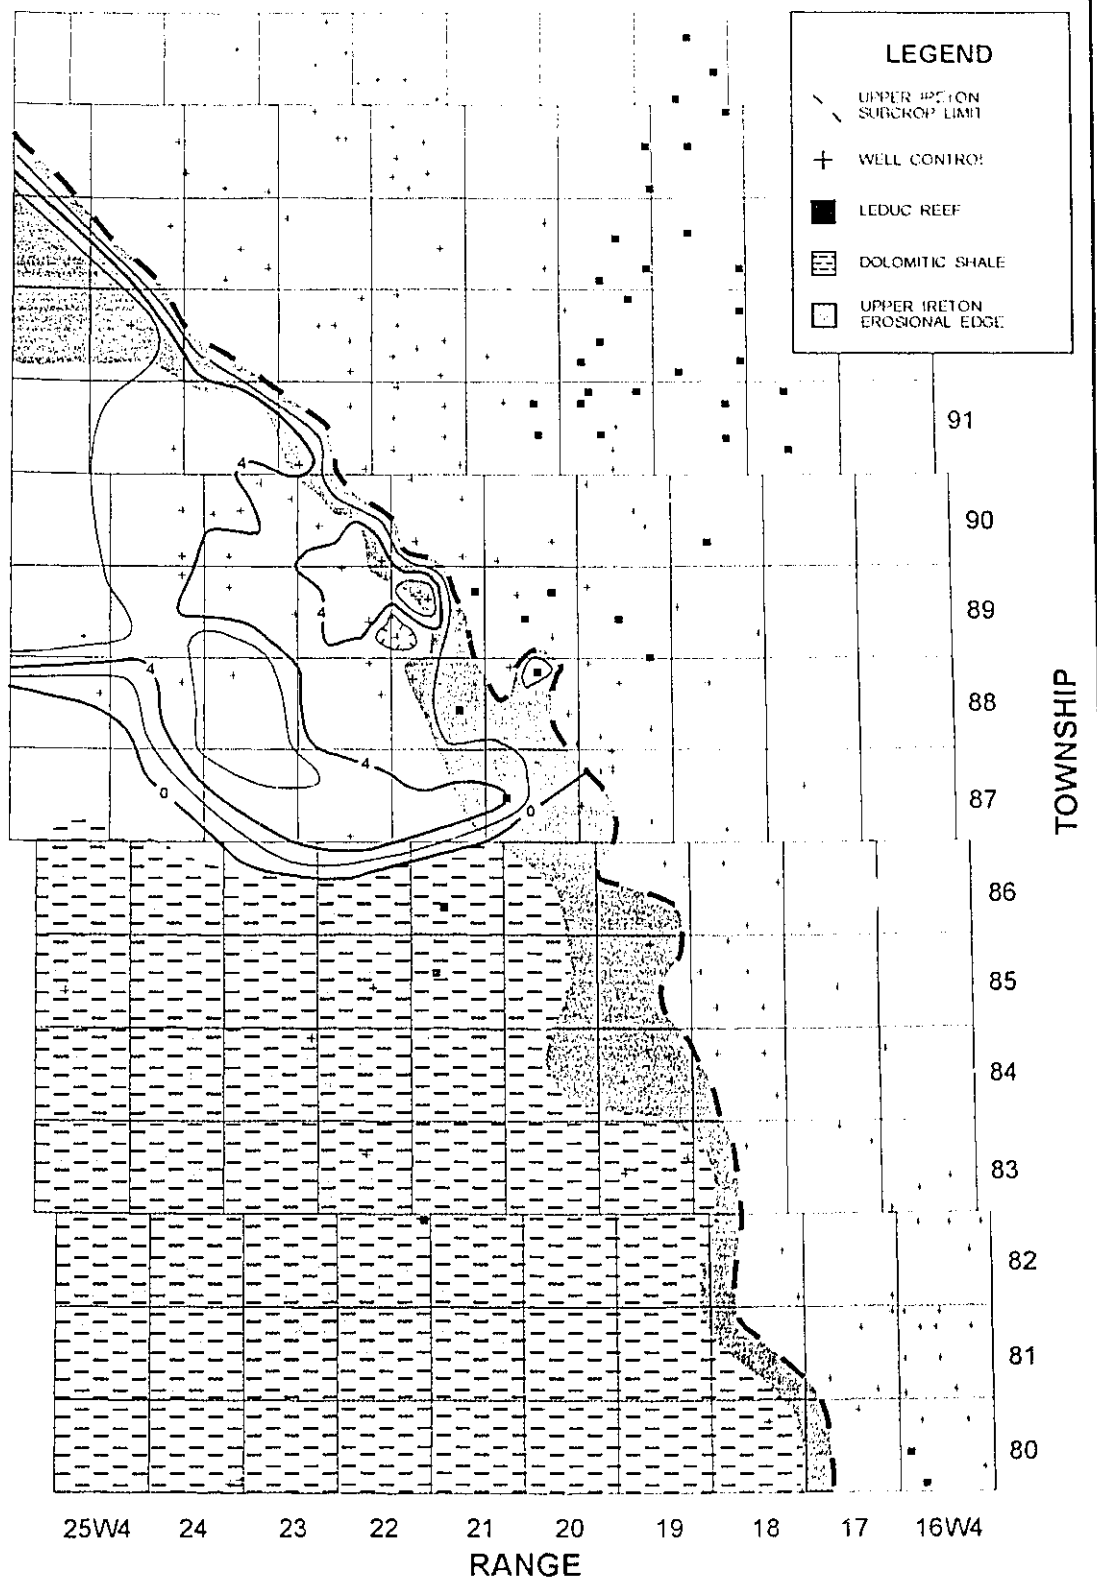 LEGEND
UPPER IRETON
SUBCROP LIMIT
WELL CONTROL
LEDUC REEF
DOLOMITIC SHALE
UPPER IRETON
EROSIONAL EDGE
91
4
90
89
4
4
88
TOWNSHIP
4
0
0
87
86
85
84
83
82
81
80
25W4 24 23 22 21 20 19 18 17 16W4
RANGE